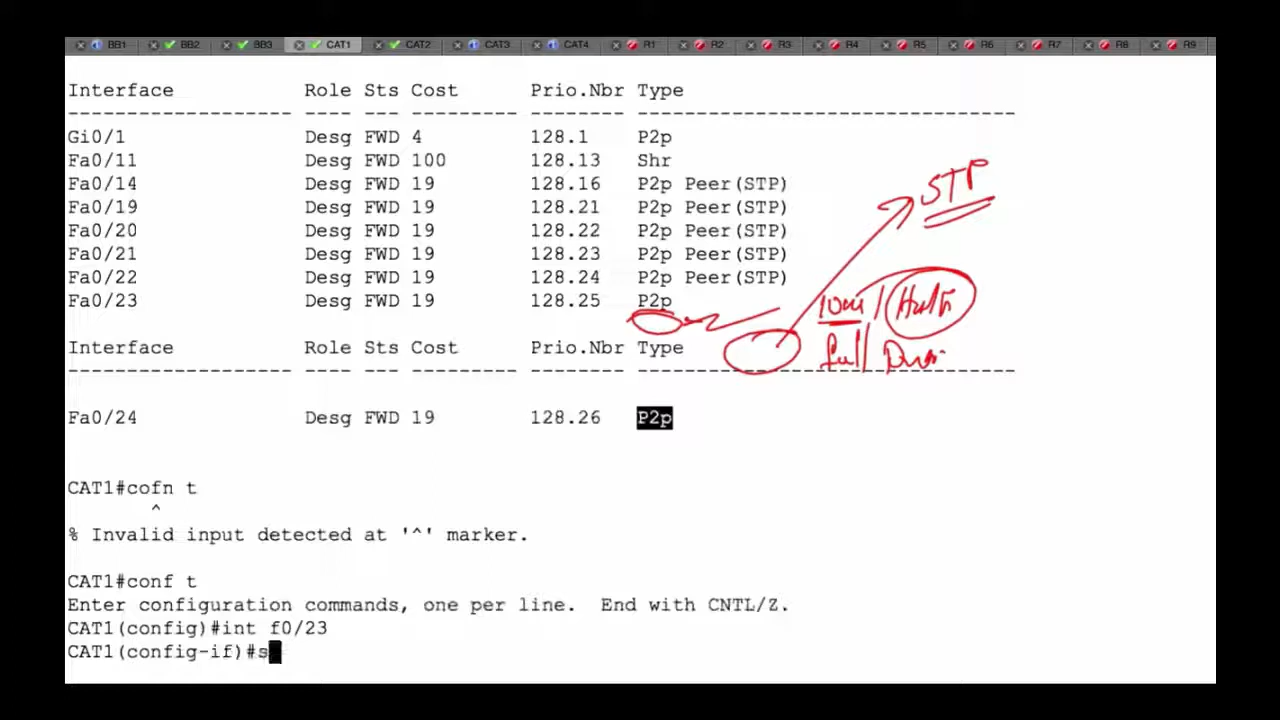 BB1 BB2 BB3 CAT1 CAT2 CAT3 CAT4 R1 R2 R3 R4 R5 R6 R7 R8 R9
Interface Role Sts Cost Prio.Nbr Type
------------------- ---- --- --------- -------- --------------------------------
Gi0/1 Desg FWD 4 128.1 P2p
Fa0/11 Desg FWD 100 128.13 Shr
Fa0/14 Desg FWD 19 128.16 P2p Peer(STP)
STP
Fa0/19 Desg FWD 19 128.21 P2p Peer(STP)
Fa0/20 Desg FWD 19 128.22 P2p Peer(STP)
Fa0/21 Desg FWD 19 128.23 P2p Peer(STP)
Fa0/22 Desg FWD 19 128.24 P2p Peer(STP)
Fa0/23 Desg FWD 19 128.25 P2p
Interface Role Sts Cost Prio.Nbr Type
full
------------------- ---- --- --------- -------- --------------------------------
Fa0/24 Desg FWD 19 128.26 P2p
CAT1#cofn t
^
% Invalid input detected at '^' marker.
CAT1#conf t
Enter configuration commands, one per line. End with CNTL/Z.
CAT1(config)#int f0/23
CAT1(config-if)#s